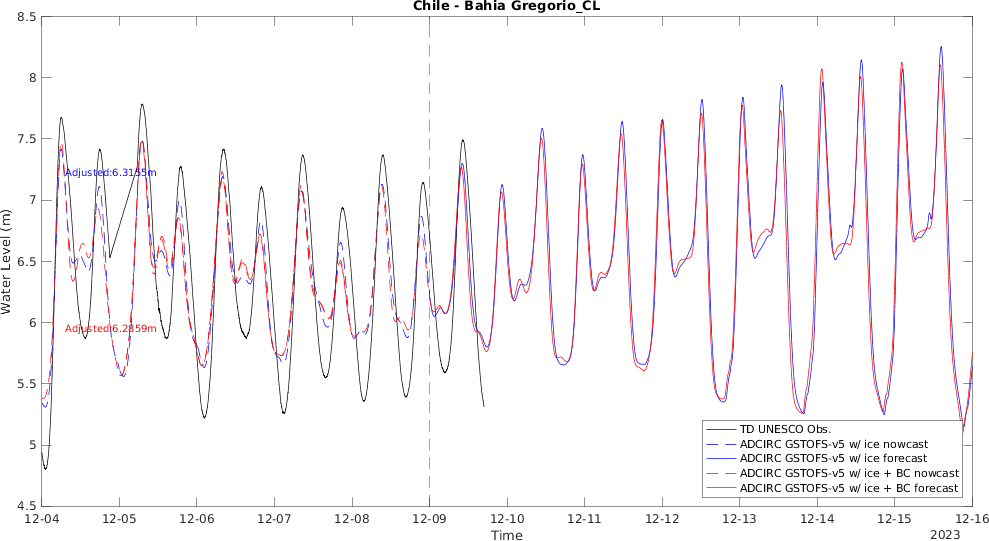 Chile - Bahia Gregorio_CL
8.5
8
7.5
7
6.5
6
5.5
5
4.5
Water Level (m)
Adjusted:6.3155m
Adjusted:6.2859m
TD UNESCO Obs.
ADCIRC GSTOFS-v5 w/ ice nowcast
ADCIRC GSTOFS-v5 w/ ice forecast
ADCIRC GSTOFS-v5 w/ ice + BC nowcast
ADCIRC GSTOFS-v5 w/ ice + BC forecast
12-04 12-05 12-06 12-07 12-08 12-09 12-10 12-11 12-12 12-13 12-14 12-15 12-16
Time
2023